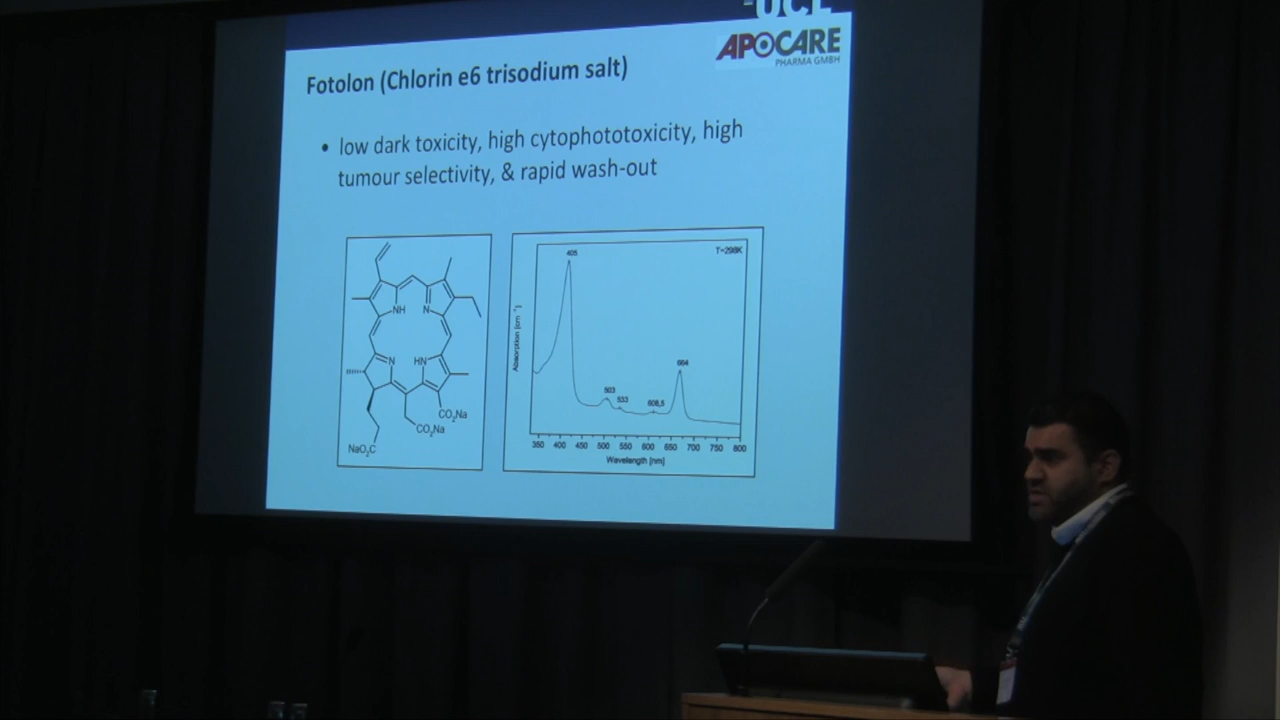 UCL
APOCARE
PHARMA GMBH
Fotolon (Chlorin e6 trisodium salt)
• low dark toxicity, high cytophototoxicity, high
tumour selectivity, & rapid wash-out
NH
N
N
HN
CO₂Na
CO₂Na
NaO₂C
T=298K
405
664
503
533
608,5
Absorption [cm⁻¹]
350 400 450 500 550 600 650 700 750 800
Wavelength [nm]